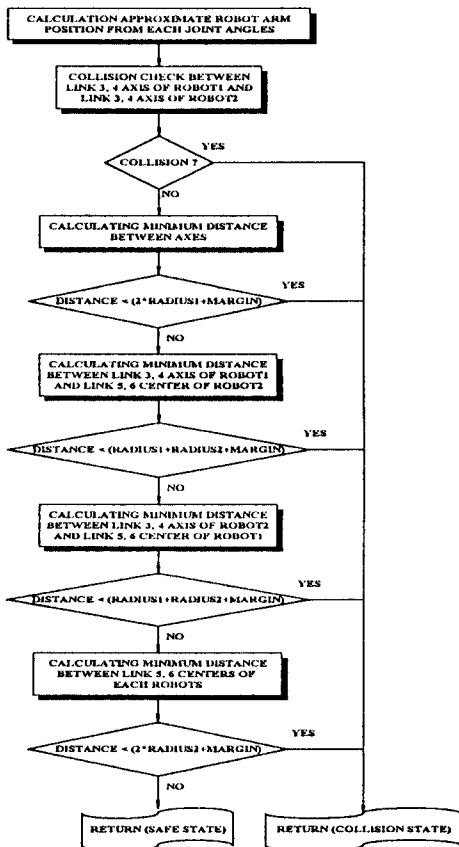 CALCULATION APPROXIMATE ROBOT ARM
POSITION FROM EACH JOINT ANGLES
COLLISION CHECK BETWEEN
LINK 3, 4 AXIS OF ROBOT1 AND
LINK 3, 4 AXIS OF ROBOT2
YES
COLLISION ?
NO
CALCULATING MINIMUM DISTANCE
BETWEEN AXES
YES
DISTANCE < (2*RADIUS1+MARGIN)
NO
CALCULATING MINIMUM DISTANCE
BETWEEN LINK 3, 4 AXIS OF ROBOT1
AND LINK 5, 6 CENTER OF ROBOT2
YES
DISTANCE < (RADIUS1+RADIUS2+MARGIN)
NO
CALCULATING MINIMUM DISTANCE
BETWEEN LINK 3, 4 AXIS OF ROBOT2
AND LINK 5, 6 CENTER OF ROBOT1
YES
DISTANCE < (RADIUS1+RADIUS2+MARGIN)
NO
CALCULATING MINIMUM DISTANCE
BETWEEN LINK 5, 6 CENTERS OF
EACH ROBOTS
YES
DISTANCE < (2*RADIUS2+MARGIN)
NO
RETURN (SAFE STATE)
RETURN (COLLISION STATE)